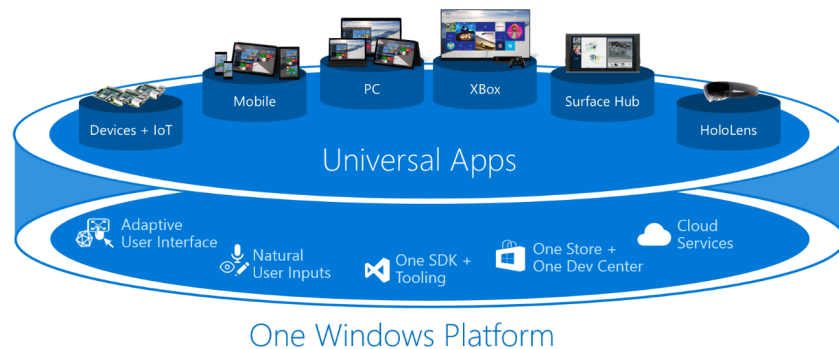 Devices + IoT
Mobile
PC
XBox
Surface Hub
HoloLens
Universal Apps
Adaptive
User Interface
Natural
User Inputs
One SDK +
Tooling
One Store +
One Dev Center
Cloud
Services
One Windows Platform